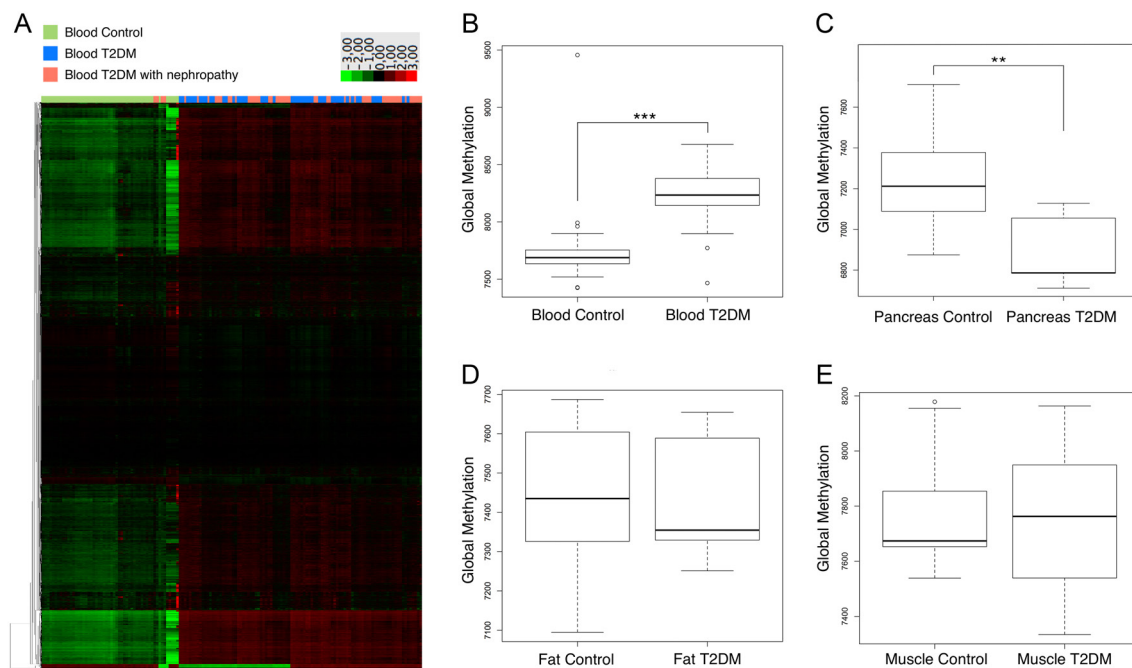 A
Blood Control
Blood T2DM
Blood T2DM with nephropathy
-3,00
-2,00
-1,00
0,00
1,00
2,00
3,00
B
Global Methylation
9500
9000
8500
8000
7500
***
Blood Control Blood T2DM
C
Global Methylation
7600
7400
7200
7000
6800
**
Pancreas Control Pancreas T2DM
D
Global Methylation
7700
7600
7500
7400
7300
7200
7100
Fat Control Fat T2DM
E
Global Methylation
8200
8000
7800
7600
7400
Muscle Control Muscle T2DM